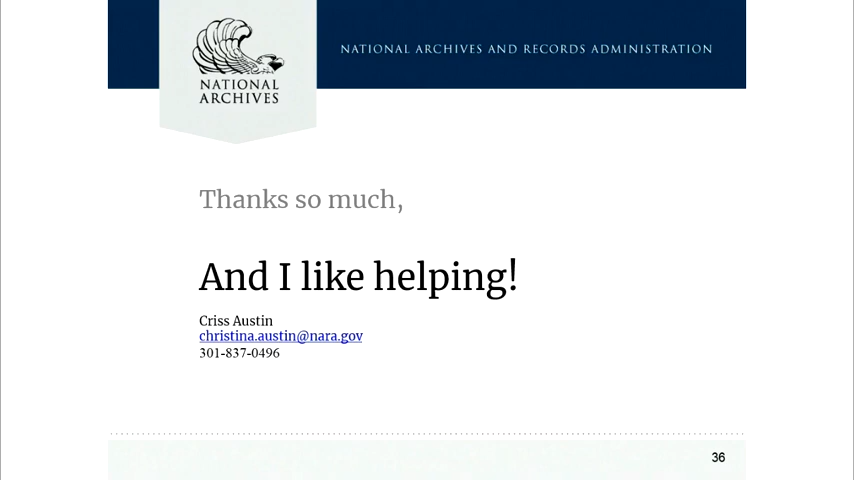 NATIONAL ARCHIVES AND RECORDS ADMINISTRATION
NATIONAL
ARCHIVES
Thanks so much,
And I like helping!
Criss Austin
christina.austin@nara.gov
301-837-0496
36